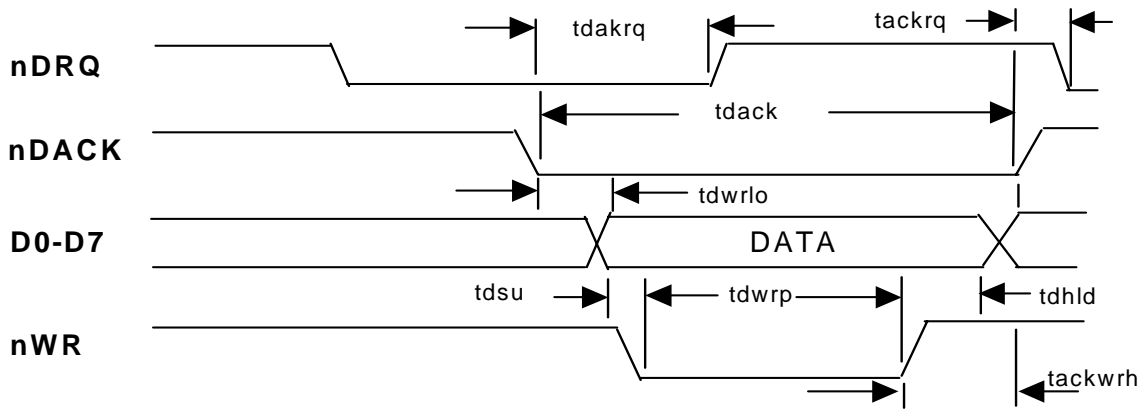 tdakrq
tackrq
nDRQ
tdack
nDACK
tdwrlo
D0-D7
DATA
tdsu
tdwrp
tdhld
nWR
tackwrh